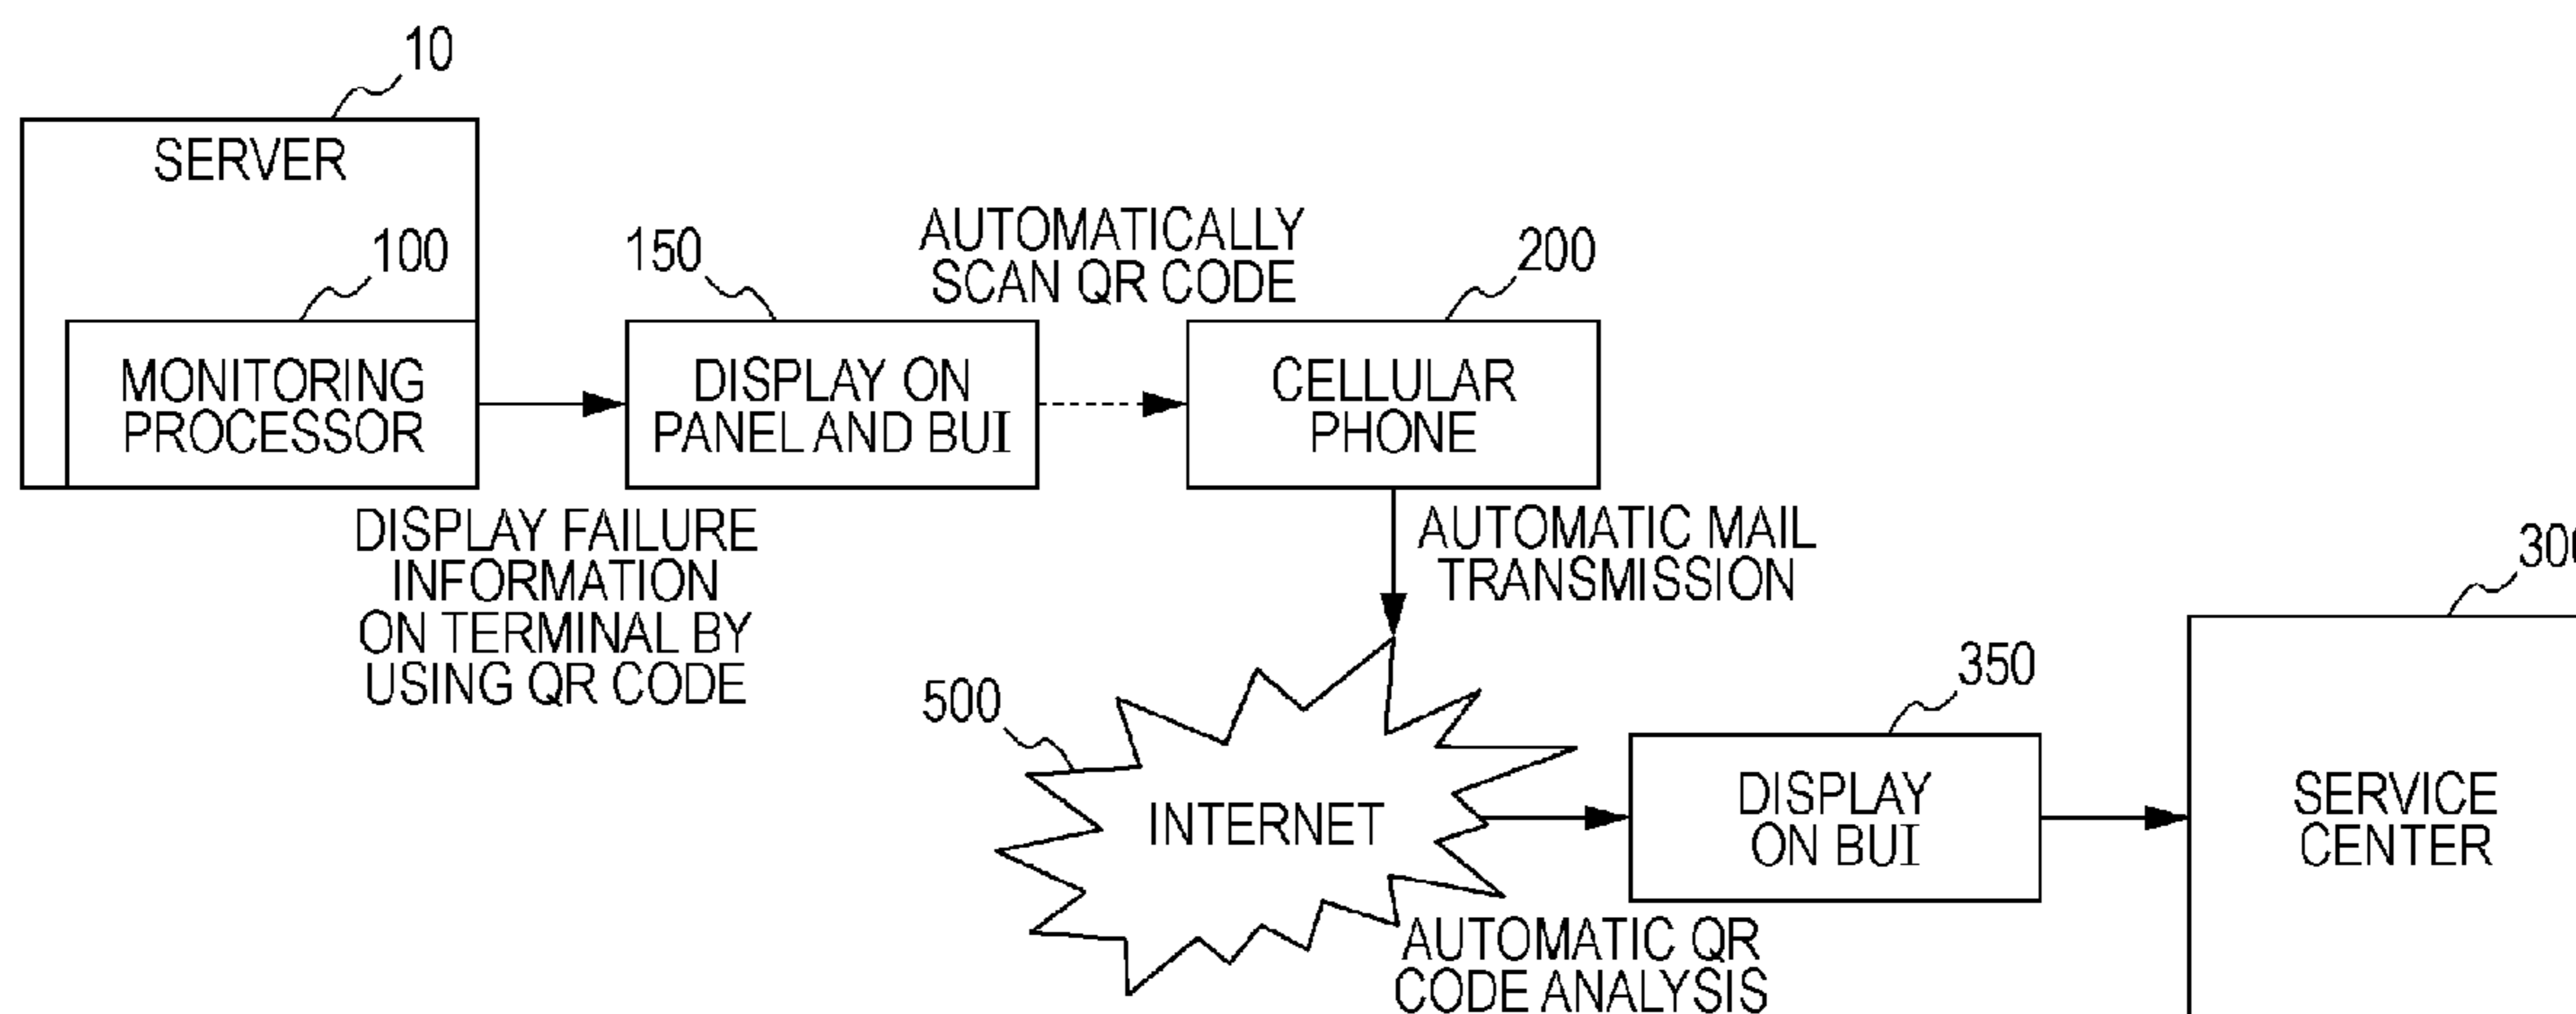 10
SERVER
100
MONITORING
PROCESSOR
DISPLAY FAILURE
INFORMATION
ON TERMINAL BY
USING QR CODE
150
DISPLAY ON
PANEL AND BUI
AUTOMATICALLY
SCAN QR CODE
200
CELLULAR
PHONE
AUTOMATIC MAIL
TRANSMISSION
500
INTERNET
AUTOMATIC QR
CODE ANALYSIS
350
DISPLAY
ON BUI
300
SERVICE
CENTER